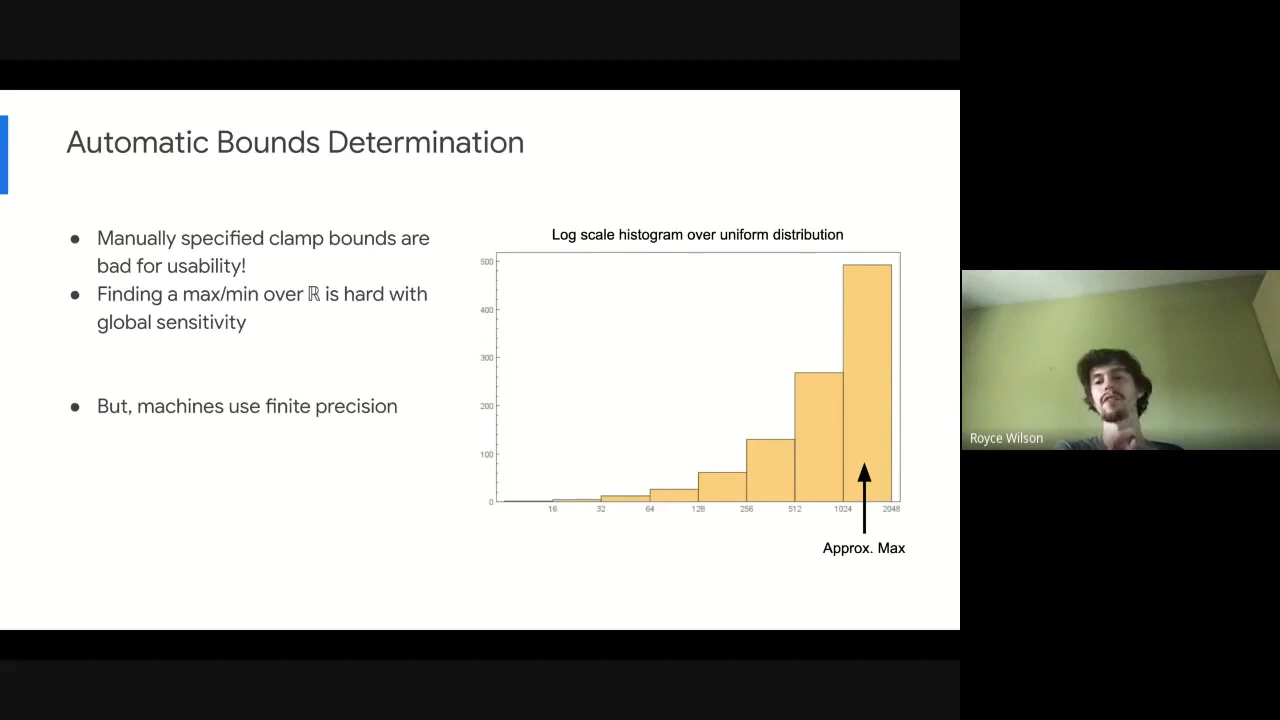 Automatic Bounds Determination
● Manually specified clamp bounds are
bad for usability!
● Finding a max/min over ℝ is hard with
global sensitivity
● But, machines use finite precision
Log scale histogram over uniform distribution
500
400
300
200
100
0
16 32 64 128 256 512 1024 2048
Approx. Max
Royce Wilson